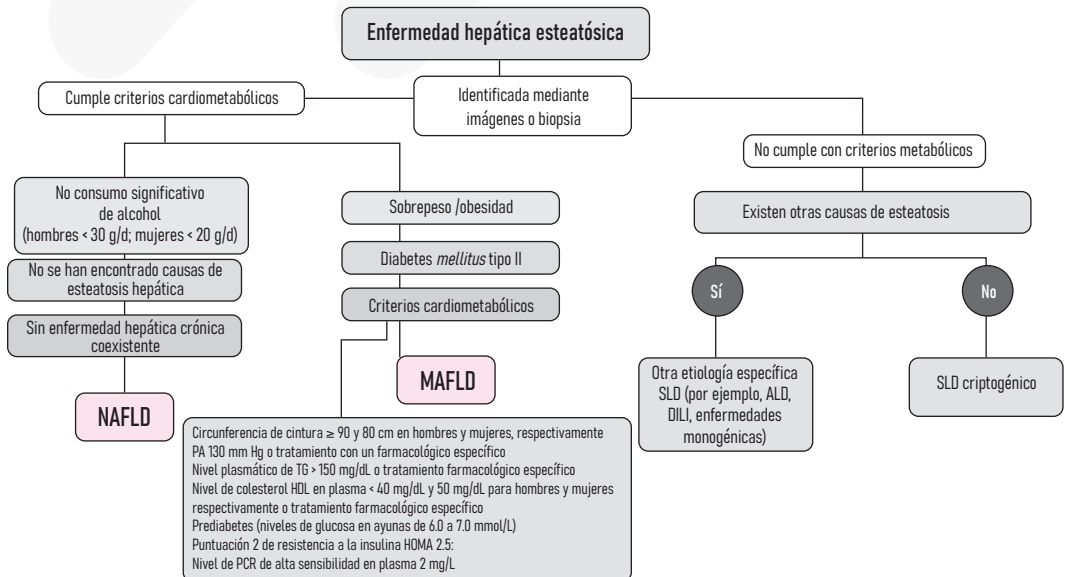 Enfermedad hepática esteatósica
Cumple criterios cardiometabólicos
Identificada mediante
imágenes o biopsia
No cumple con criterios metabólicos
No consumo significativo
de alcohol
(hombres < 30 g/d; mujeres < 20 g/d)
No se han encontrado causas de
esteatosis hepática
Sin enfermedad hepática crónica
coexistente
NAFLD
Sobrepeso /obesidad
Diabetes mellitus tipo II
Criterios cardiometabólicos
MAFLD
Circunferencia de cintura ≥ 90 y 80 cm en hombres y mujeres, respectivamente
PA 130 mm Hg o tratamiento con un farmacológico específico
Nivel plasmático de TG > 150 mg/dL o tratamiento farmacológico específico
Nivel de colesterol HDL en plasma < 40 mg/dL y 50 mg/dL para hombres y mujeres
respectivamente o tratamiento farmacológico específico
Prediabetes (niveles de glucosa en ayunas de 6.0 a 7.0 mmol/L)
Puntuación 2 de resistencia a la insulina HOMA 2.5:
Nivel de PCR de alta sensibilidad en plasma 2 mg/L
Existen otras causas de esteatosis
Sí
No
Otra etiología específica
SLD (por ejemplo, ALD,
DILI, enfermedades
monogénicas)
SLD criptogénico